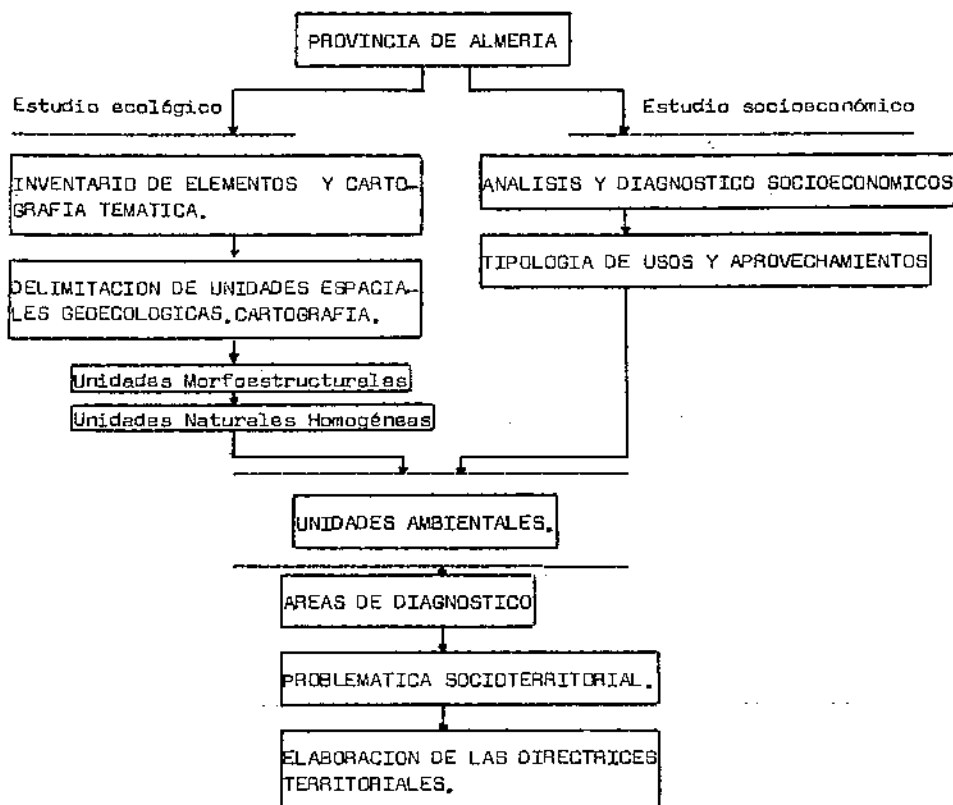 PROVINCIA DE ALMERIA
Estudio ecológico
Estudio socioeconómico
INVENTARIO DE ELEMENTOS Y CARTO-
GRAFIA TEMATICA.
ANALISIS Y DIAGNOSTICO SOCIOECONOMICOS
TIPOLOGIA DE USOS Y APROVECHAMIENTOS
DELIMITACION DE UNIDADES ESPACIA-
LES GEOECOLOGICAS.CARTOGRAFIA.
Unidades Morfoestructurales
Unidades Naturales Homogéneas
UNIDADES AMBIENTALES.
AREAS DE DIAGNOSTICO
PROBLEMATICA SOCIOTERRITORIAL.
ELABORACION DE LAS DIRECTRICES
TERRITORIALES.